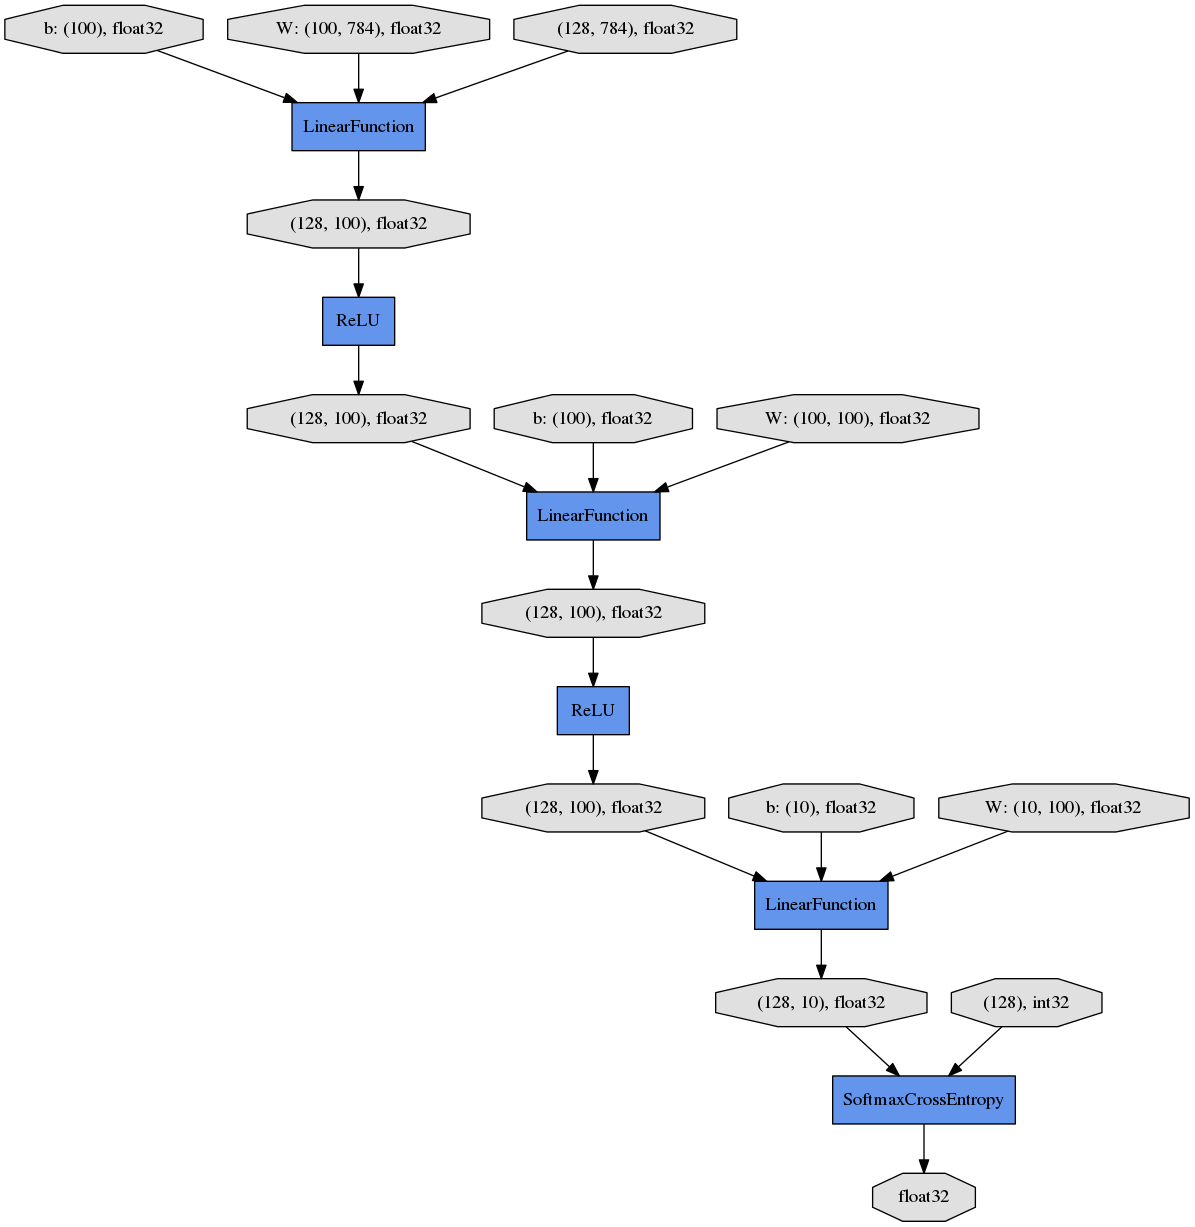 b: (100), float32
W: (100, 784), float32
(128, 784), float32
LinearFunction
(128, 100), float32
ReLU
(128, 100), float32
b: (100), float32
W: (100, 100), float32
LinearFunction
(128, 100), float32
ReLU
(128, 100), float32
b: (10), float32
W: (10, 100), float32
LinearFunction
(128, 10), float32
(128), int32
SoftmaxCrossEntropy
float32